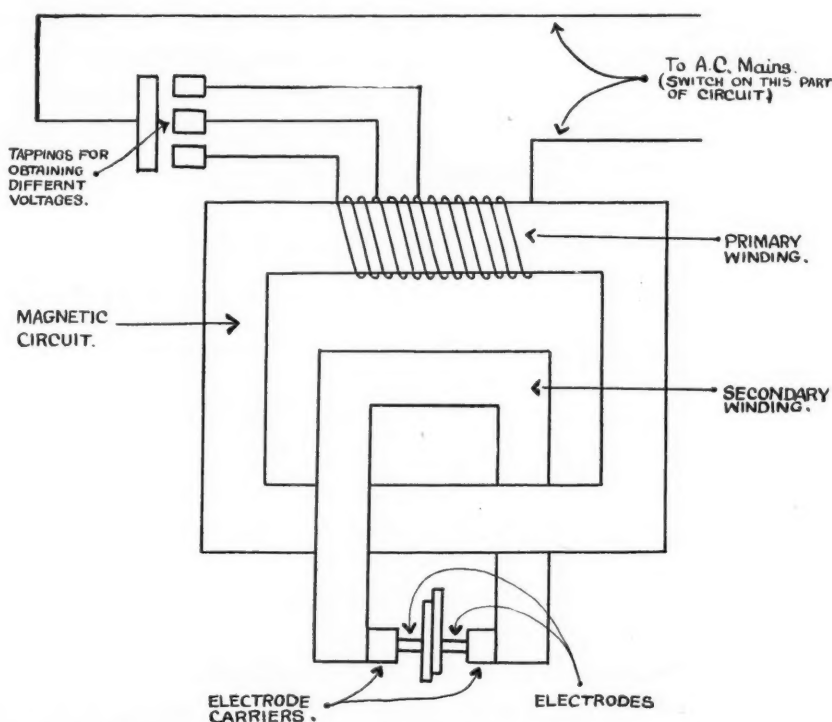 To A.C. Mains.
(SWITCH ON THIS PART
OF CIRCUIT.)
TAPPINGS FOR
OBTAINING
DIFFERNT
VOLTAGES.
PRIMARY
WINDING.
MAGNETIC
CIRCUIT.
SECONDARY
WINDING.
ELECTRODE
CARRIERS.
ELECTRODES